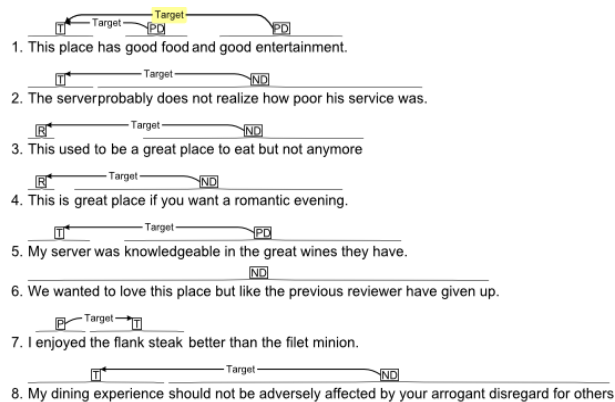 Target
T Target PD PD
1. This place has good food and good entertainment.
T Target ND
2. The serverprobably does not realize how poor his service was.
R Target ND
3. This used to be a great place to eat but not anymore
R Target ND
4. This is great place if you want a romantic evening.
T Target PD
5. My server was knowledgeable in the great wines they have.
ND
6. We wanted to love this place but like the previous reviewer have given up.
P Target T
7. I enjoyed the flank steak better than the filet minion.
T Target ND
8. My dining experience should not be adversely affected by your arrogant disregard for others